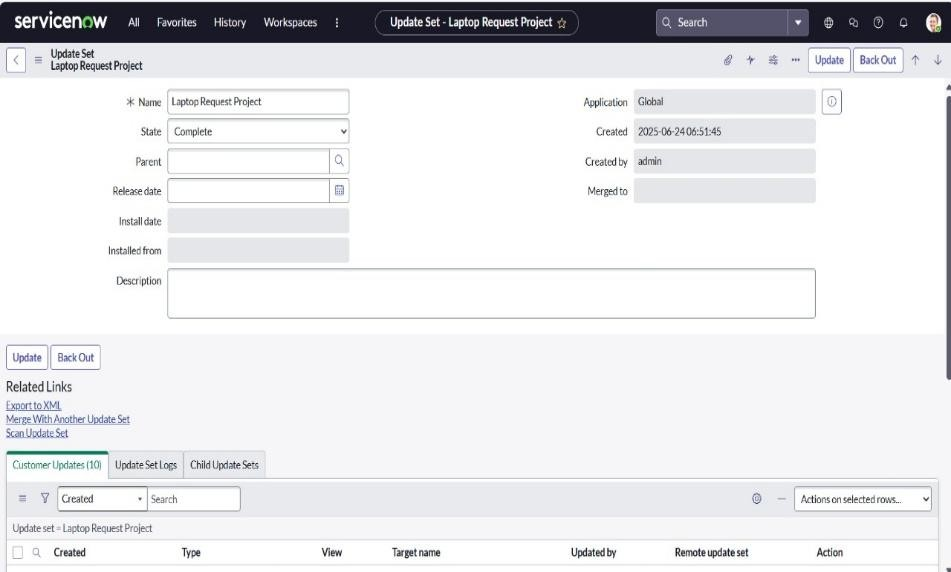 servicenow All Favorites History Workspaces Update Set - Laptop Request Project Search
Update Set
Laptop Request Project
Update Back Out
Name Laptop Request Project
Application Global
State Complete
Created 2025-06-24 06:51:45
Parent
Created by admin
Release date
Merged to
Install date
Installed from
Description
Update Back Out
Related Links
Export to XML
Merge With Another Update Set
Scan Update Set
Customer Updates (10) Update Set Logs Child Update Sets
Created Search Actions on selected rows...
Update set = Laptop Request Project
Created Type View Target name Updated by Remote update set Action